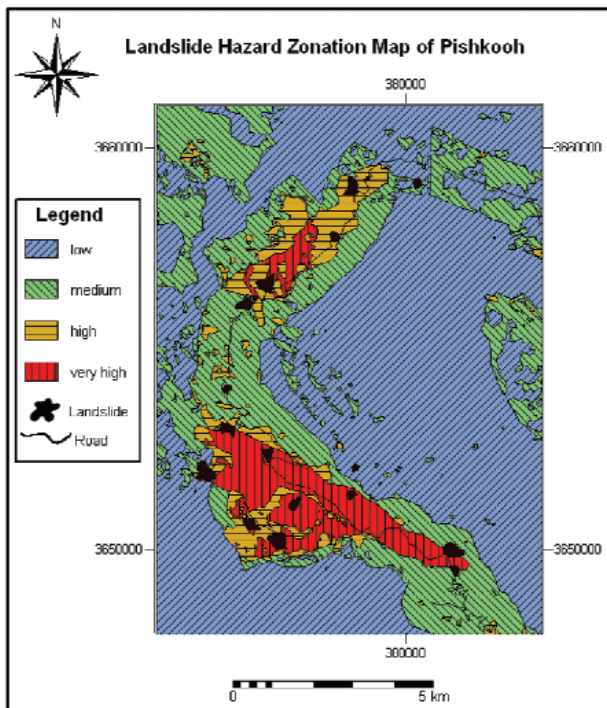 N
Landslide Hazard Zonation Map of Pishkooh
380000
3660000
3660000
Legend
low
medium
high
very high
Landslide
Road
3650000
3650000
380000
0
5 km